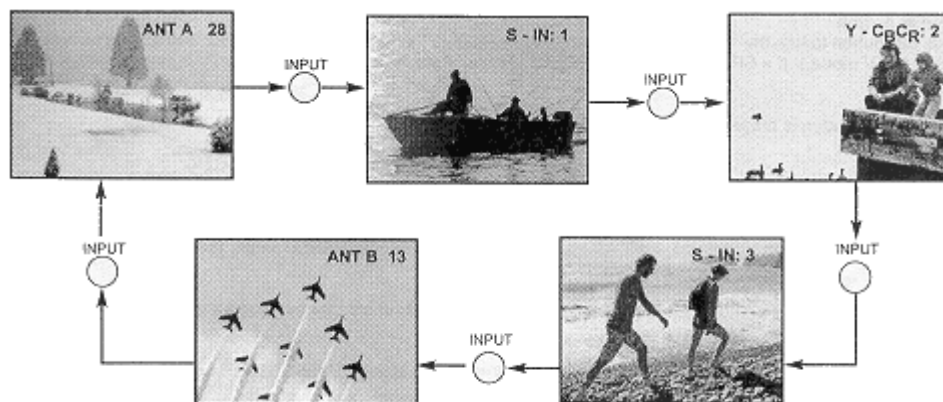 ANT A 28
INPUT
S - IN: 1
INPUT
Y - CBCR: 2
INPUT
S - IN: 3
INPUT
ANT B 13
INPUT